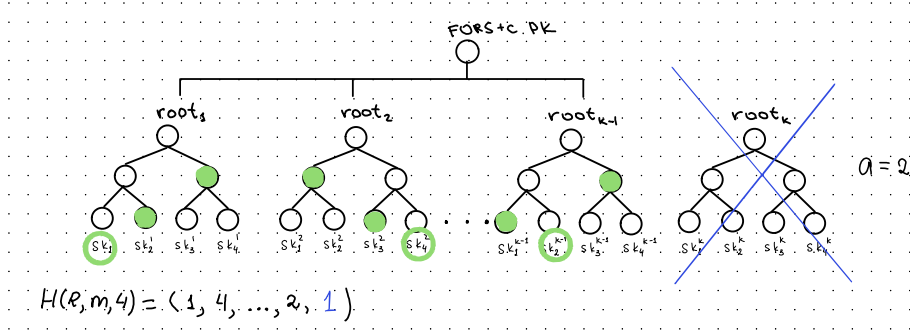 FORS+C.PK
root₁ root₂ rootₖ₋₁ rootₖ
a = 2
sk₁¹ sk₂¹ sk₃¹ sk₄¹ sk₁² sk₂² sk₃² sk₄² ... sk₁ᵏ⁻¹ sk₂ᵏ⁻¹ sk₃ᵏ⁻¹ sk₄ᵏ⁻¹ sk₁ᵏ sk₂ᵏ sk₃ᵏ sk₄ᵏ
H(R,m,4) = (1, 4, ..., 2, 1)